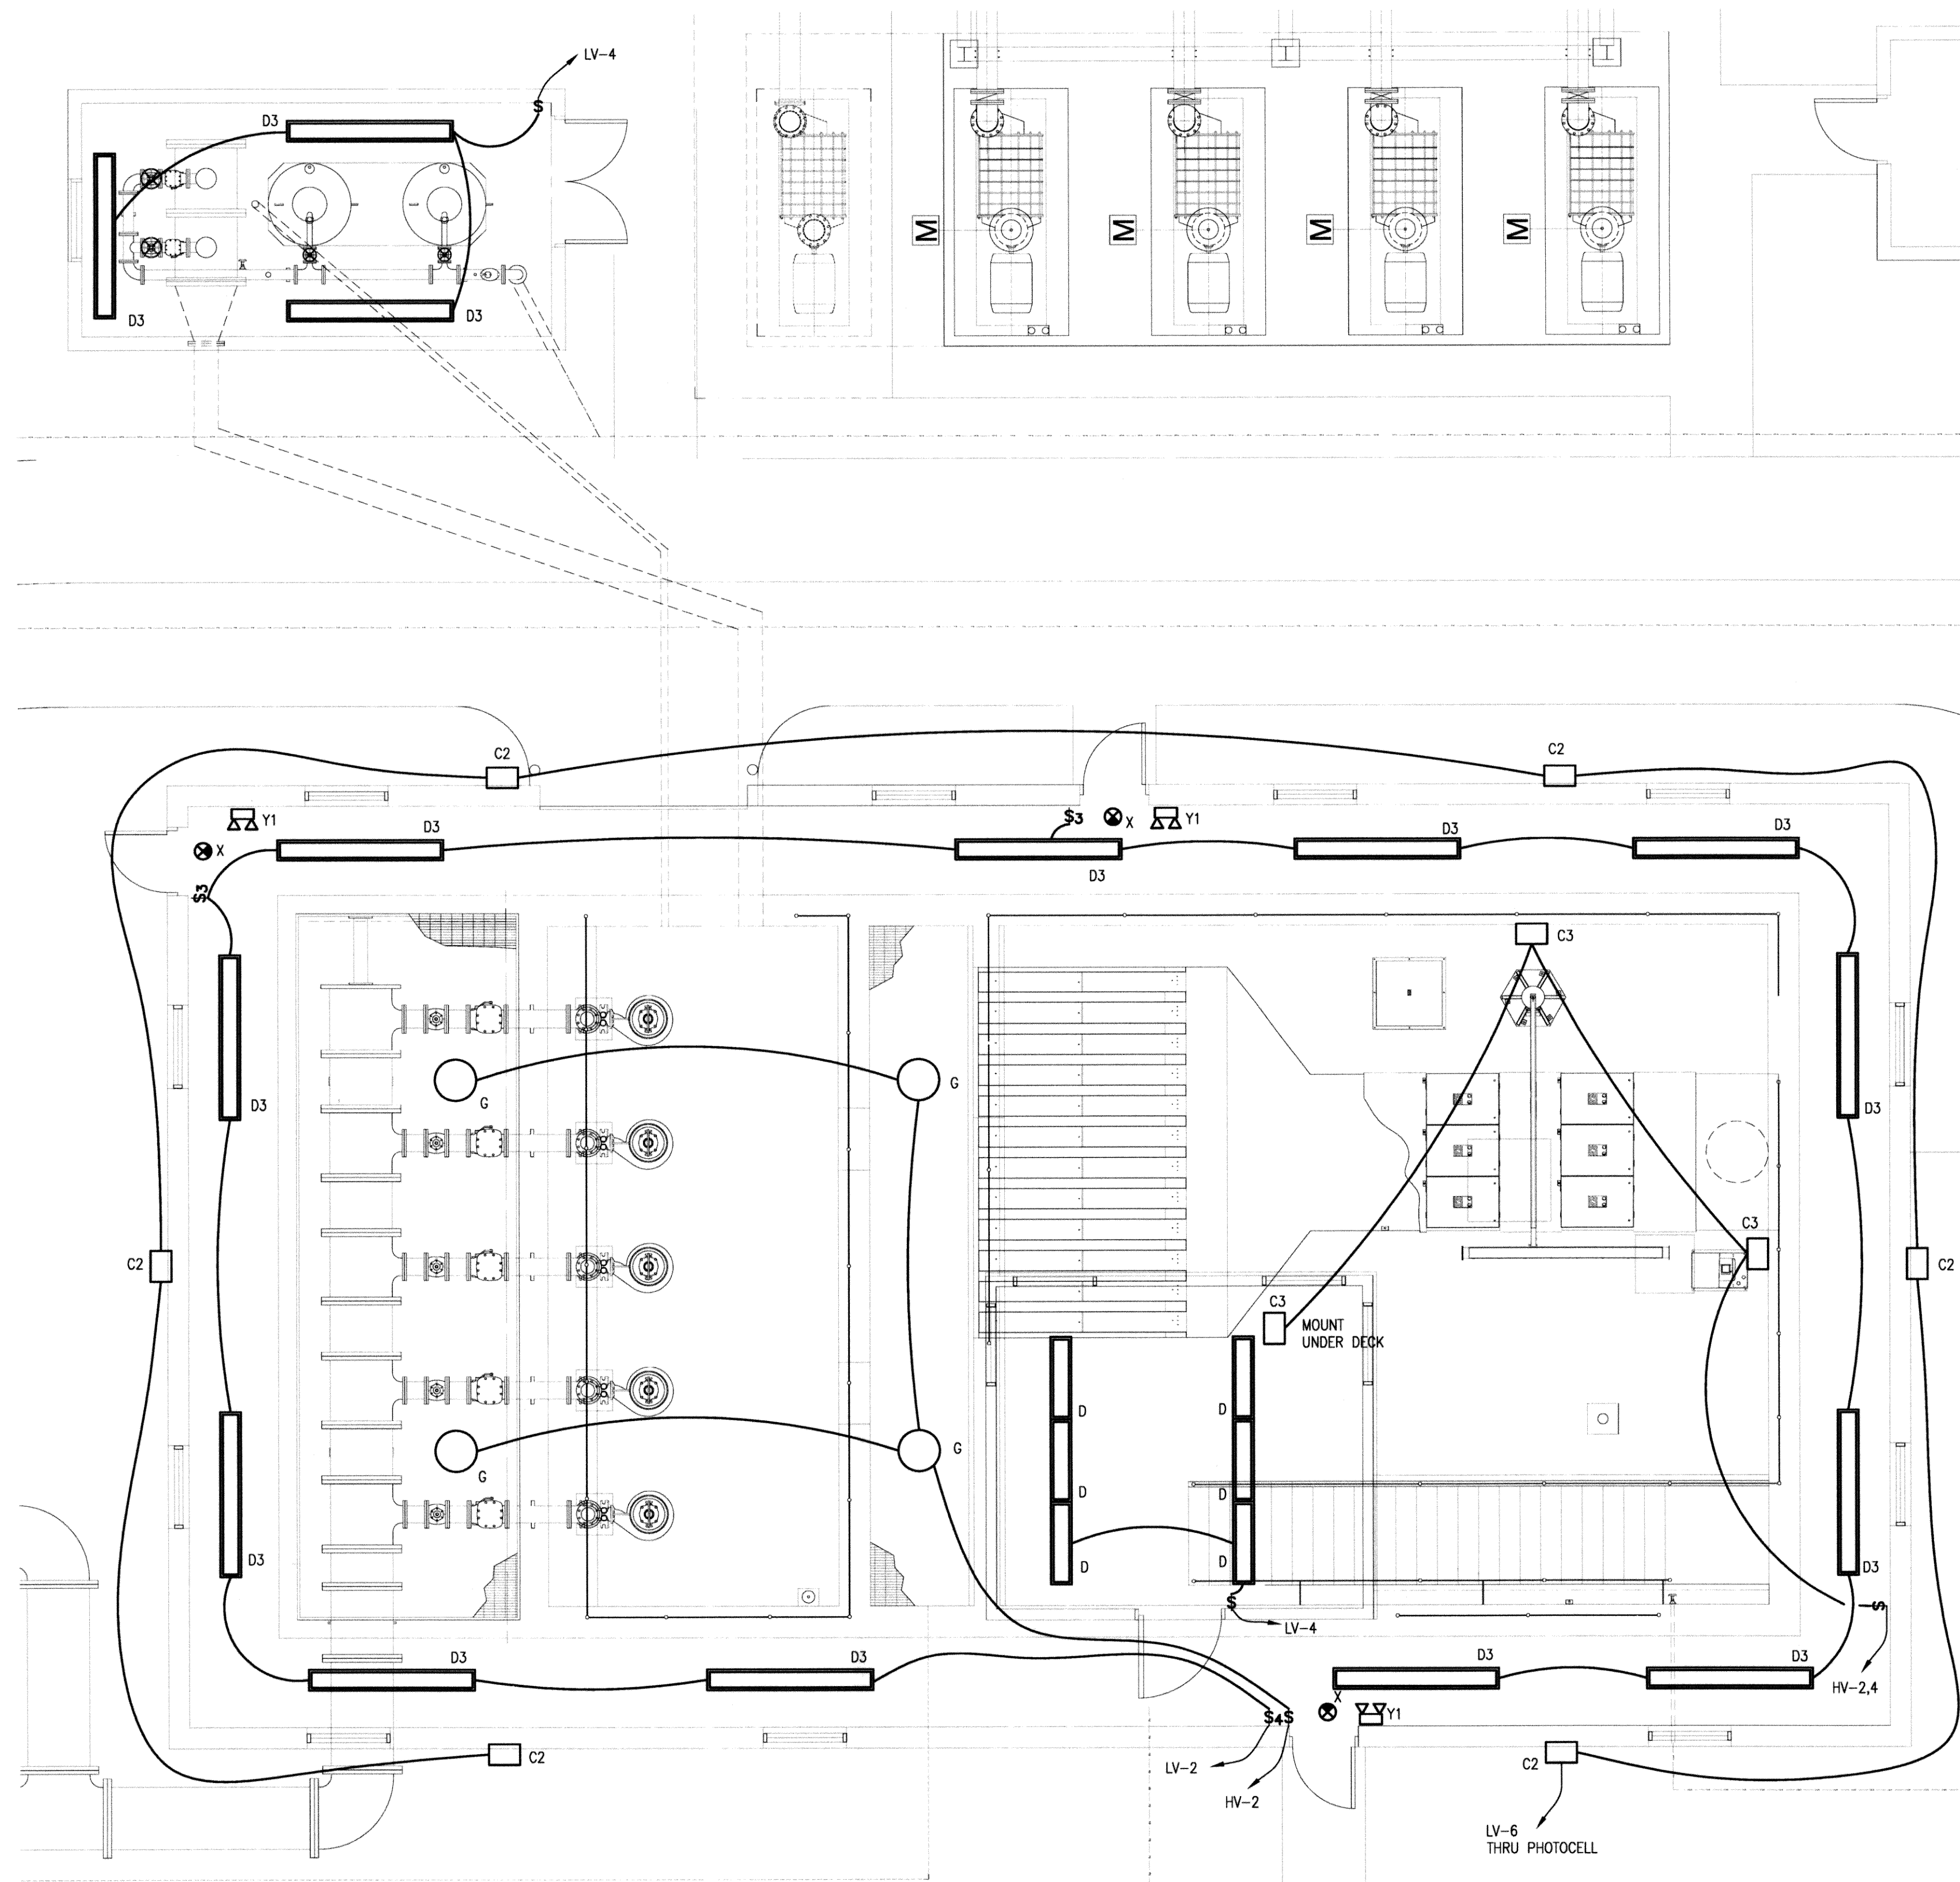 LV-4
$
D3
D3
D3
M
M
M
M
C2
C2
Y1
$3
X
Y1
D3
D3
D3
D3
X
$3
C3
G
G
D3
D3
C3
C2
C2
C3
MOUNT
UNDER DECK
D
D
G
G
D
D
D3
D
D
D3
$
$
LV-4
D3
D3
D3
D3
HV-2,4
X
$4$
Y1
C2
C2
LV-2
HV-2
LV-6
THRU PHOTOCELL